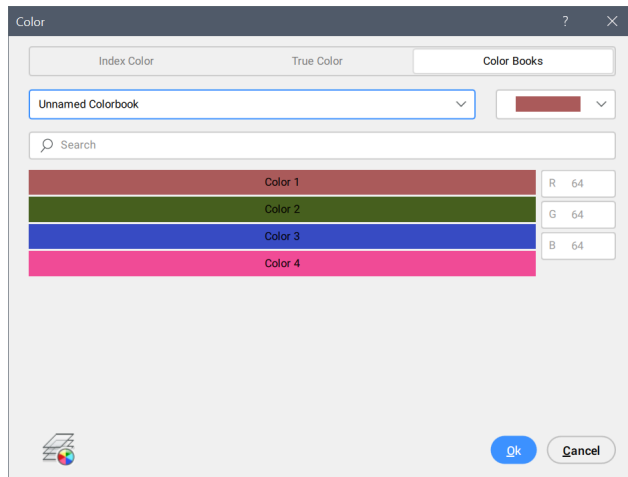 Color ?
Index Color True Color Color Books
Unnamed Colorbook
Search
Color 1 R 64
Color 2 G 64
Color 3 B 64
Color 4
Ok Cancel